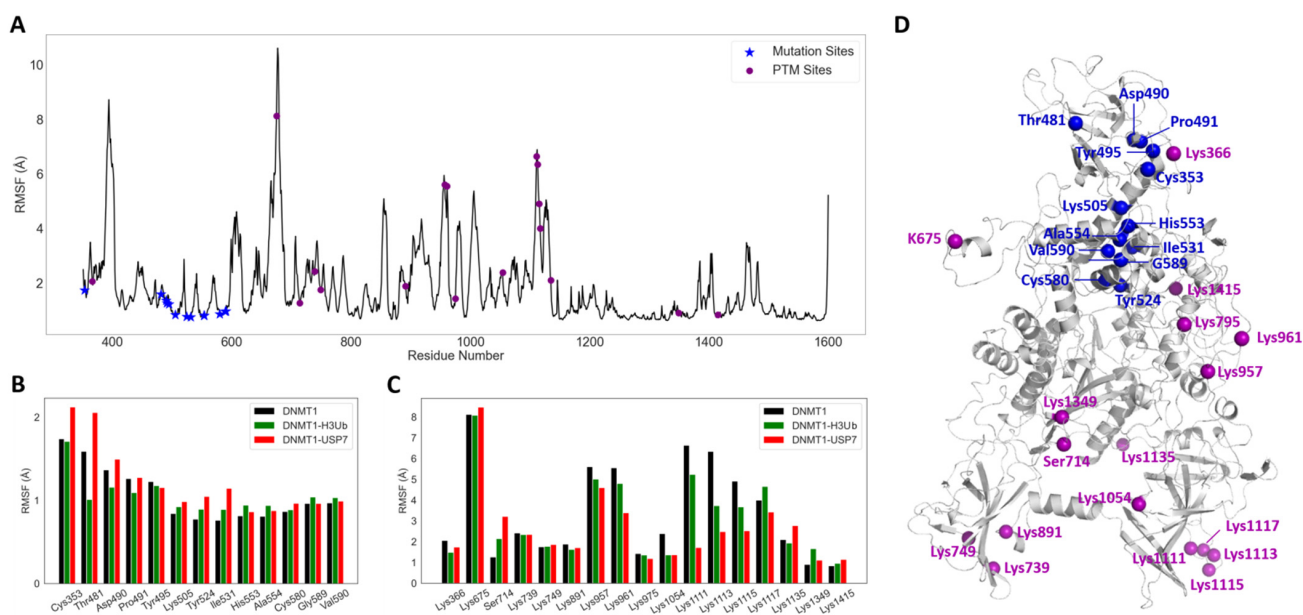 A
RMSF (Å)
10
8
6
4
2
400
600
800
1000
1200
1400
1600
Residue Number
Mutation Sites
PTM Sites
B
RMSF (Å)
2
1
0
DNMT1
DNMT1-H3Ub
DNMT1-USP7
Cys353
Thr481
Asp490
Pro491
Tyr495
Lys505
Tyr524
Ile531
His553
Ala554
Cys580
Gly589
Val590
C
RMSF (Å)
8
7
6
5
4
3
2
1
0
DNMT1
DNMT1-H3Ub
DNMT1-USP7
Lys366
Lys675
Ser714
Lys739
Lys749
Lys891
Lys957
Lys961
Lys975
Lys1054
Lys1111
Lys1113
Lys1115
Lys1117
Lys1135
Lys1349
Lys1415
D
Asp490
Thr481
Pro491
Tyr495
Lys366
Cys353
Lys505
His553
K675
Ala554
Ile531
Val590
G589
Cys580
Lys1415
Tyr524
Lys795
Lys961
Lys957
Lys1349
Ser714
Lys1135
Lys1054
Lys891
Lys1117
Lys749
Lys1111
Lys1113
Lys739
Lys1115